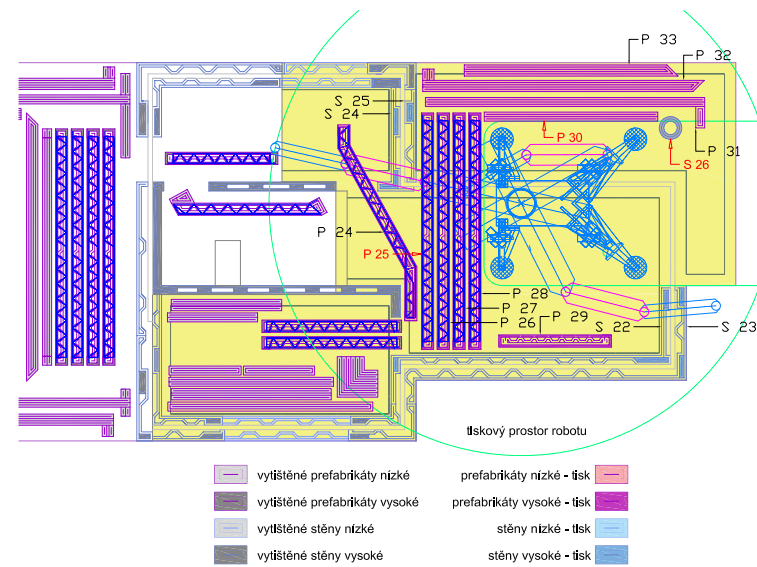 P 33
P 32
S 25
S 24
P 30
P 31
S 26
P 24
P 25
P 28
P 27
P 29
P 26
S 22
S 23
tiskový prostor robotu
vytištěné prefabrikáty nízké
prefabrikáty nízké - tisk
vytištěné prefabrikáty vysoké
prefabrikáty vysoké - tisk
vytištěné stěny nízké
stěny nízké - tisk
vytištěné stěny vysoké
stěny vysoké - tisk